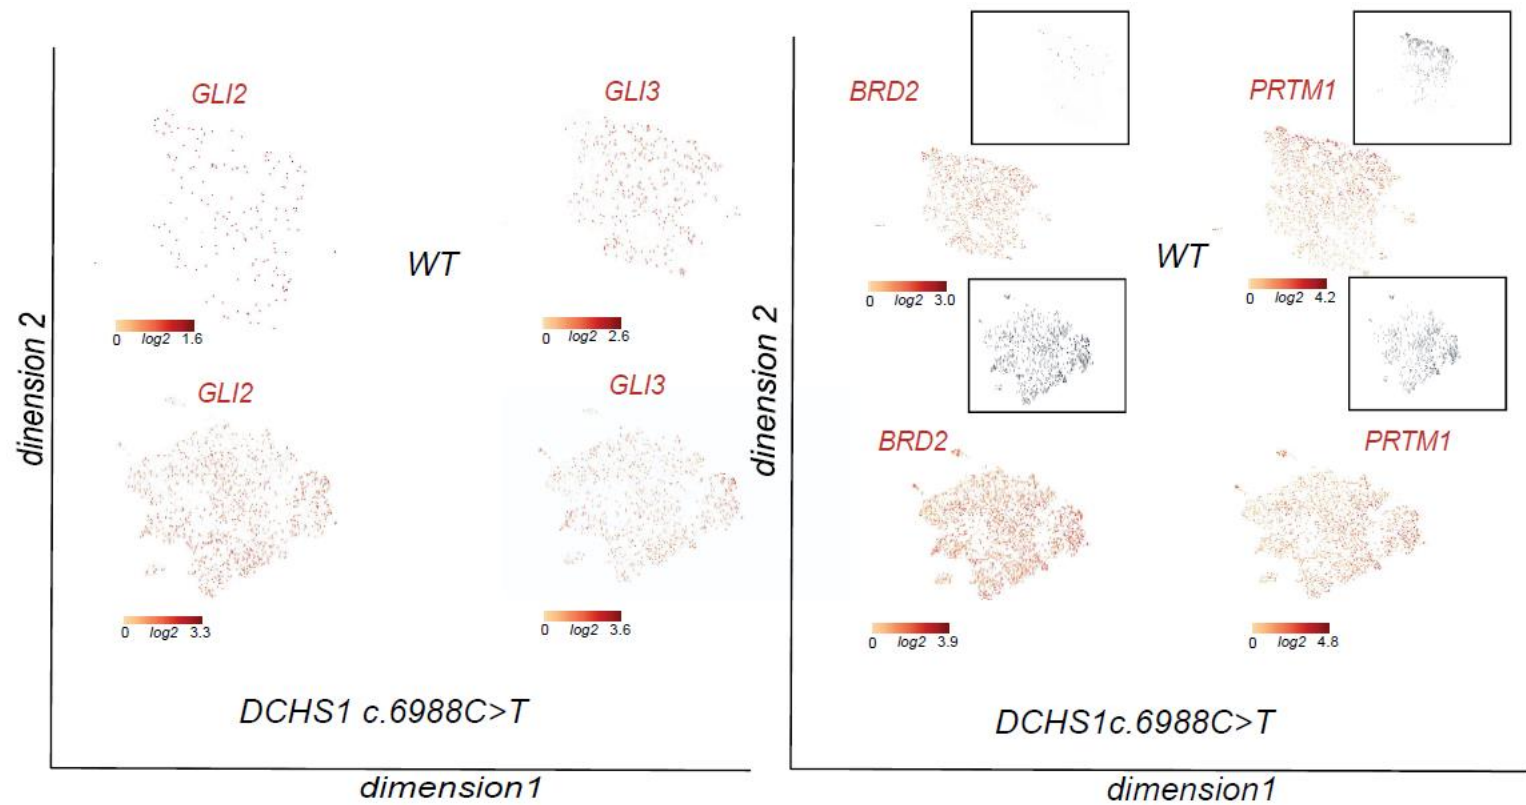 GLI2
GLI3
WT
0 log2 1.6
0 log2 2.6
GLI2
GLI3
0 log2 3.3
0 log2 3.6
DCHS1 c.6988C>T
dinension 2
dimension1
BRD2
PRTM1
WT
0 log2 3.0
0 log2 4.2
BRD2
PRTM1
0 log2 3.9
0 log2 4.8
DCHS1c.6988C>T
dinension 2
dimension1